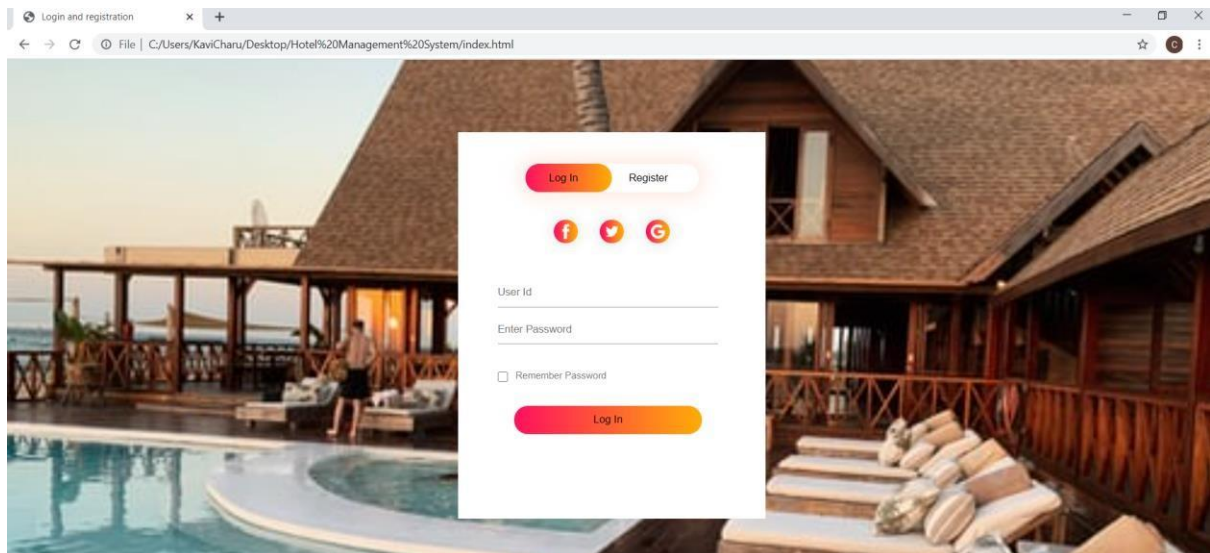 Login and registration
File | C:/Users/KaviCharu/Desktop/Hotel%20Management%20System/index.html
C
Log In Register
f G
User Id
Enter Password
Remember Password
Log In